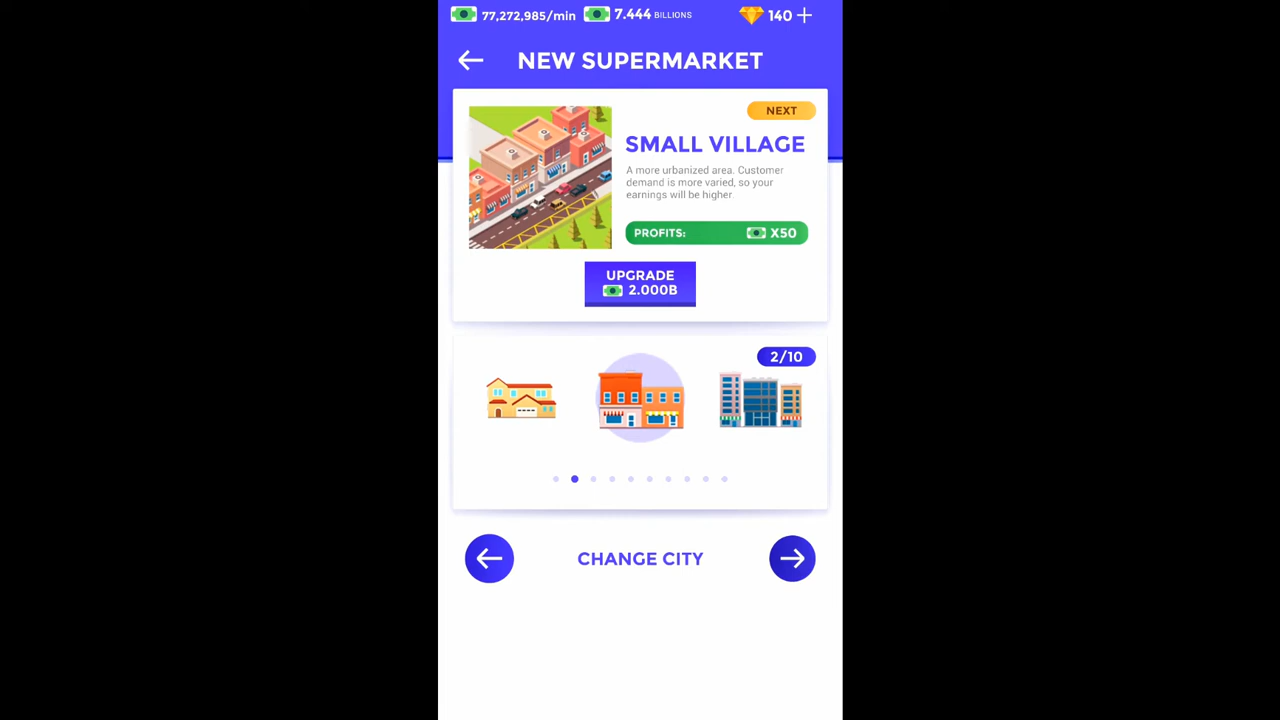 77,272,985/min 7.444 BILLIONS 140 +
NEW SUPERMARKET
NEXT
SMALL VILLAGE
A more urbanized area. Customer
demand is more varied, so your
earnings will be higher.
PROFITS: X50
UPGRADE
2.000B
2/10
CHANGE CITY